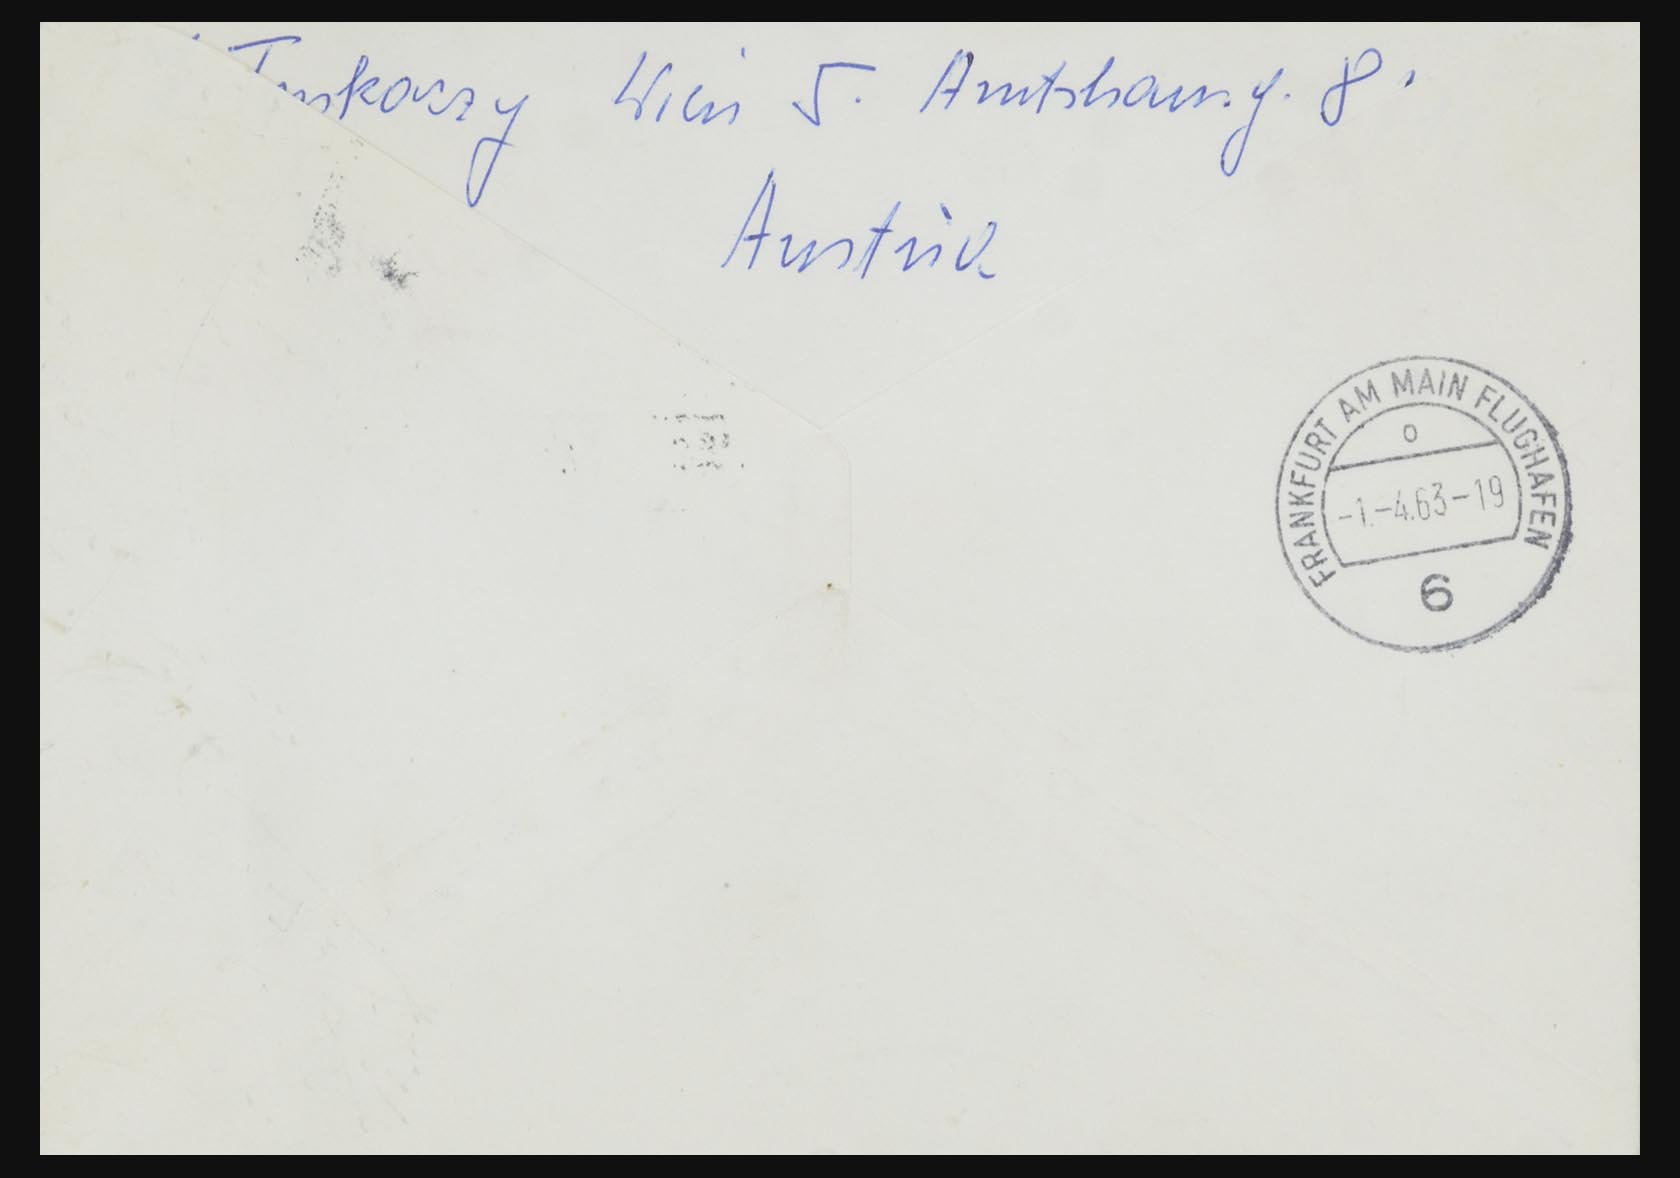 Wien 5. Amtshausg. 8.
Austria
FRANKFURT AM MAIN FLUGHAFEN
o
-1.-4.63-19
6